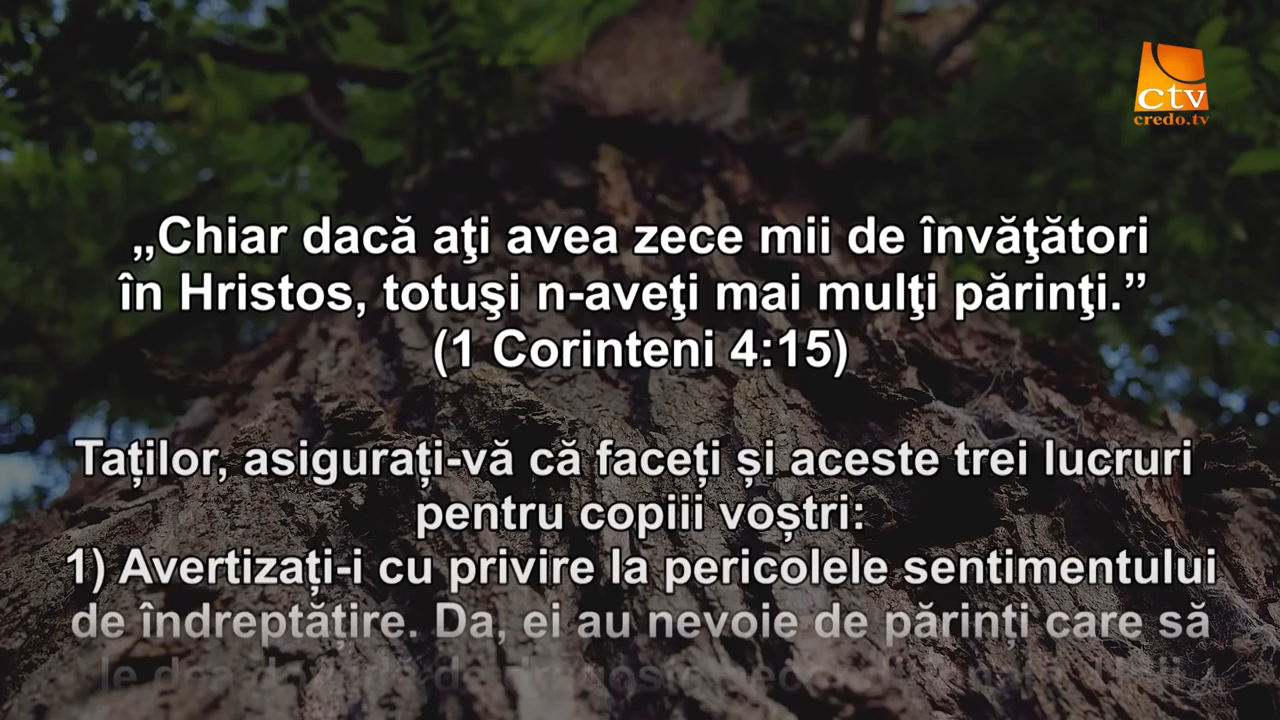 ctv
credo.tv
„Chiar dacă aţi avea zece mii de învăţători
în Hristos, totuşi n-aveţi mai mulţi părinţi.”
(1 Corinteni 4:15)
Taților, asigurați-vă că faceți și aceste trei lucruri
pentru copiii voștri:
1) Avertizați-i cu privire la pericolele sentimentului
de îndreptățire. Da, ei au nevoie de părinți care să
le dea